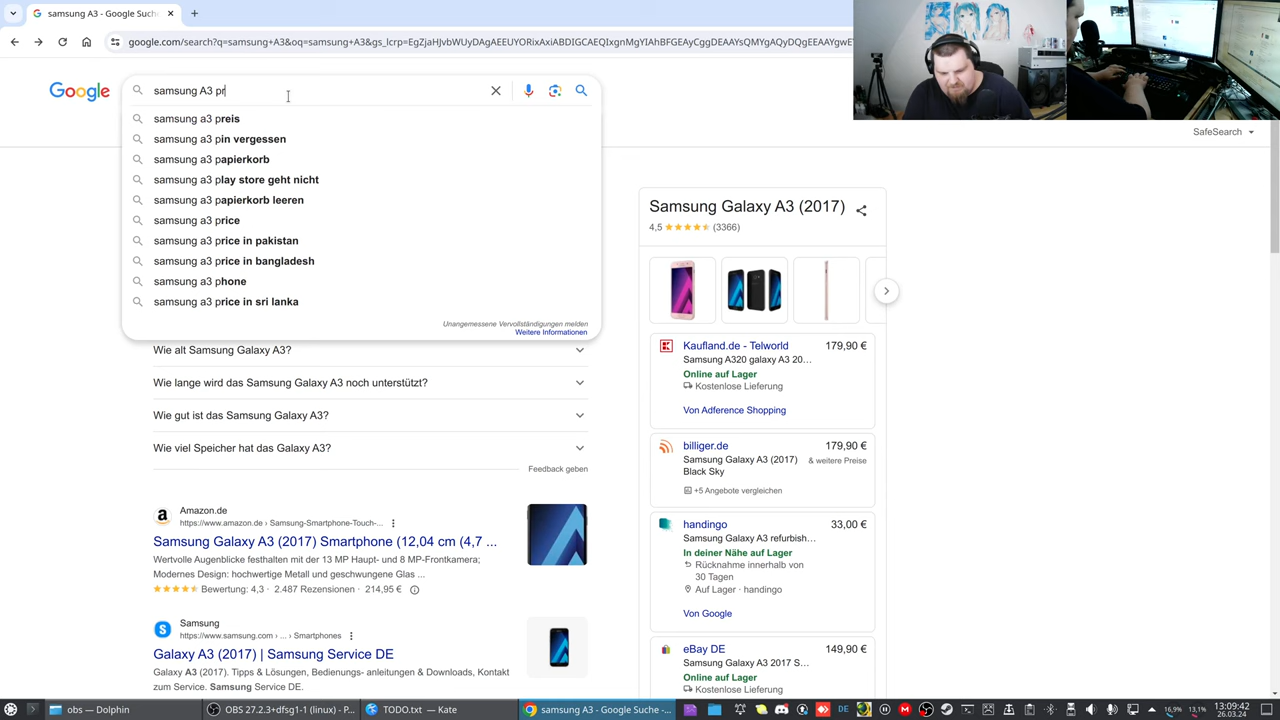 samsung A3 - Google Suche
google.com/search?q=samsung+A3&oq=samsung+A3
Google
samsung A3 pr
samsung a3 preis
samsung a3 pin vergessen
samsung a3 papierkorb
samsung a3 play store geht nicht
samsung a3 papierkorb leeren
samsung a3 price
samsung a3 price in pakistan
samsung a3 price in bangladesh
samsung a3 phone
samsung a3 price in sri lanka
Unangemessene Vervollständigungen melden
Weitere Informationen
Wie alt Samsung Galaxy A3?
Wie lange wird das Samsung Galaxy A3 noch unterstützt?
Wie gut ist das Samsung Galaxy A3?
Wie viel Speicher hat das Galaxy A3?
Feedback geben
Amazon.de
https://www.amazon.de › Samsung-Smartphone-Touch-...
Samsung Galaxy A3 (2017) Smartphone (12,04 cm (4,7 ...
Wertvolle Augenblicke festhalten mit der 13 MP Haupt- und 8 MP-Frontkamera;
Modernes Design: hochwertige Metall und geschwungene Glas ...
Bewertung: 4,3 · 2.487 Rezensionen · 214,95 €
Samsung
https://www.samsung.com › ... › Smartphones
Galaxy A3 (2017) | Samsung Service DE
Galaxy A3 (2017). Tipps & Lösungen, Bedienungs- anleitungen & Downloads, Kontakt
zum Service. Samsung Service DE.
SafeSearch
Samsung Galaxy A3 (2017)
4,5 (3366)
Kaufland.de - Telworld 179,90 €
Samsung A320 galaxy A3 20...
Online auf Lager
Kostenlose Lieferung
Von Adference Shopping
billiger.de 179,90 €
Samsung Galaxy A3 (2017) & weitere Preise
Black Sky
+5 Angebote vergleichen
handingo 33,00 €
Samsung Galaxy A3 refurbish...
In deiner Nähe auf Lager
Rücknahme innerhalb von
30 Tagen
Auf Lager · handingo
Von Google
eBay DE 149,90 €
Samsung Galaxy A3 2017 S...
Online auf Lager
Kostenlose Lieferung
obs — Dolphin
OBS 27.2.3+dfsg1-1 (linux) - P...
TODO.txt — Kate
samsung A3 - Google Suche - ...
DE
16,9%
13,1%
13:09:42
26.03.24